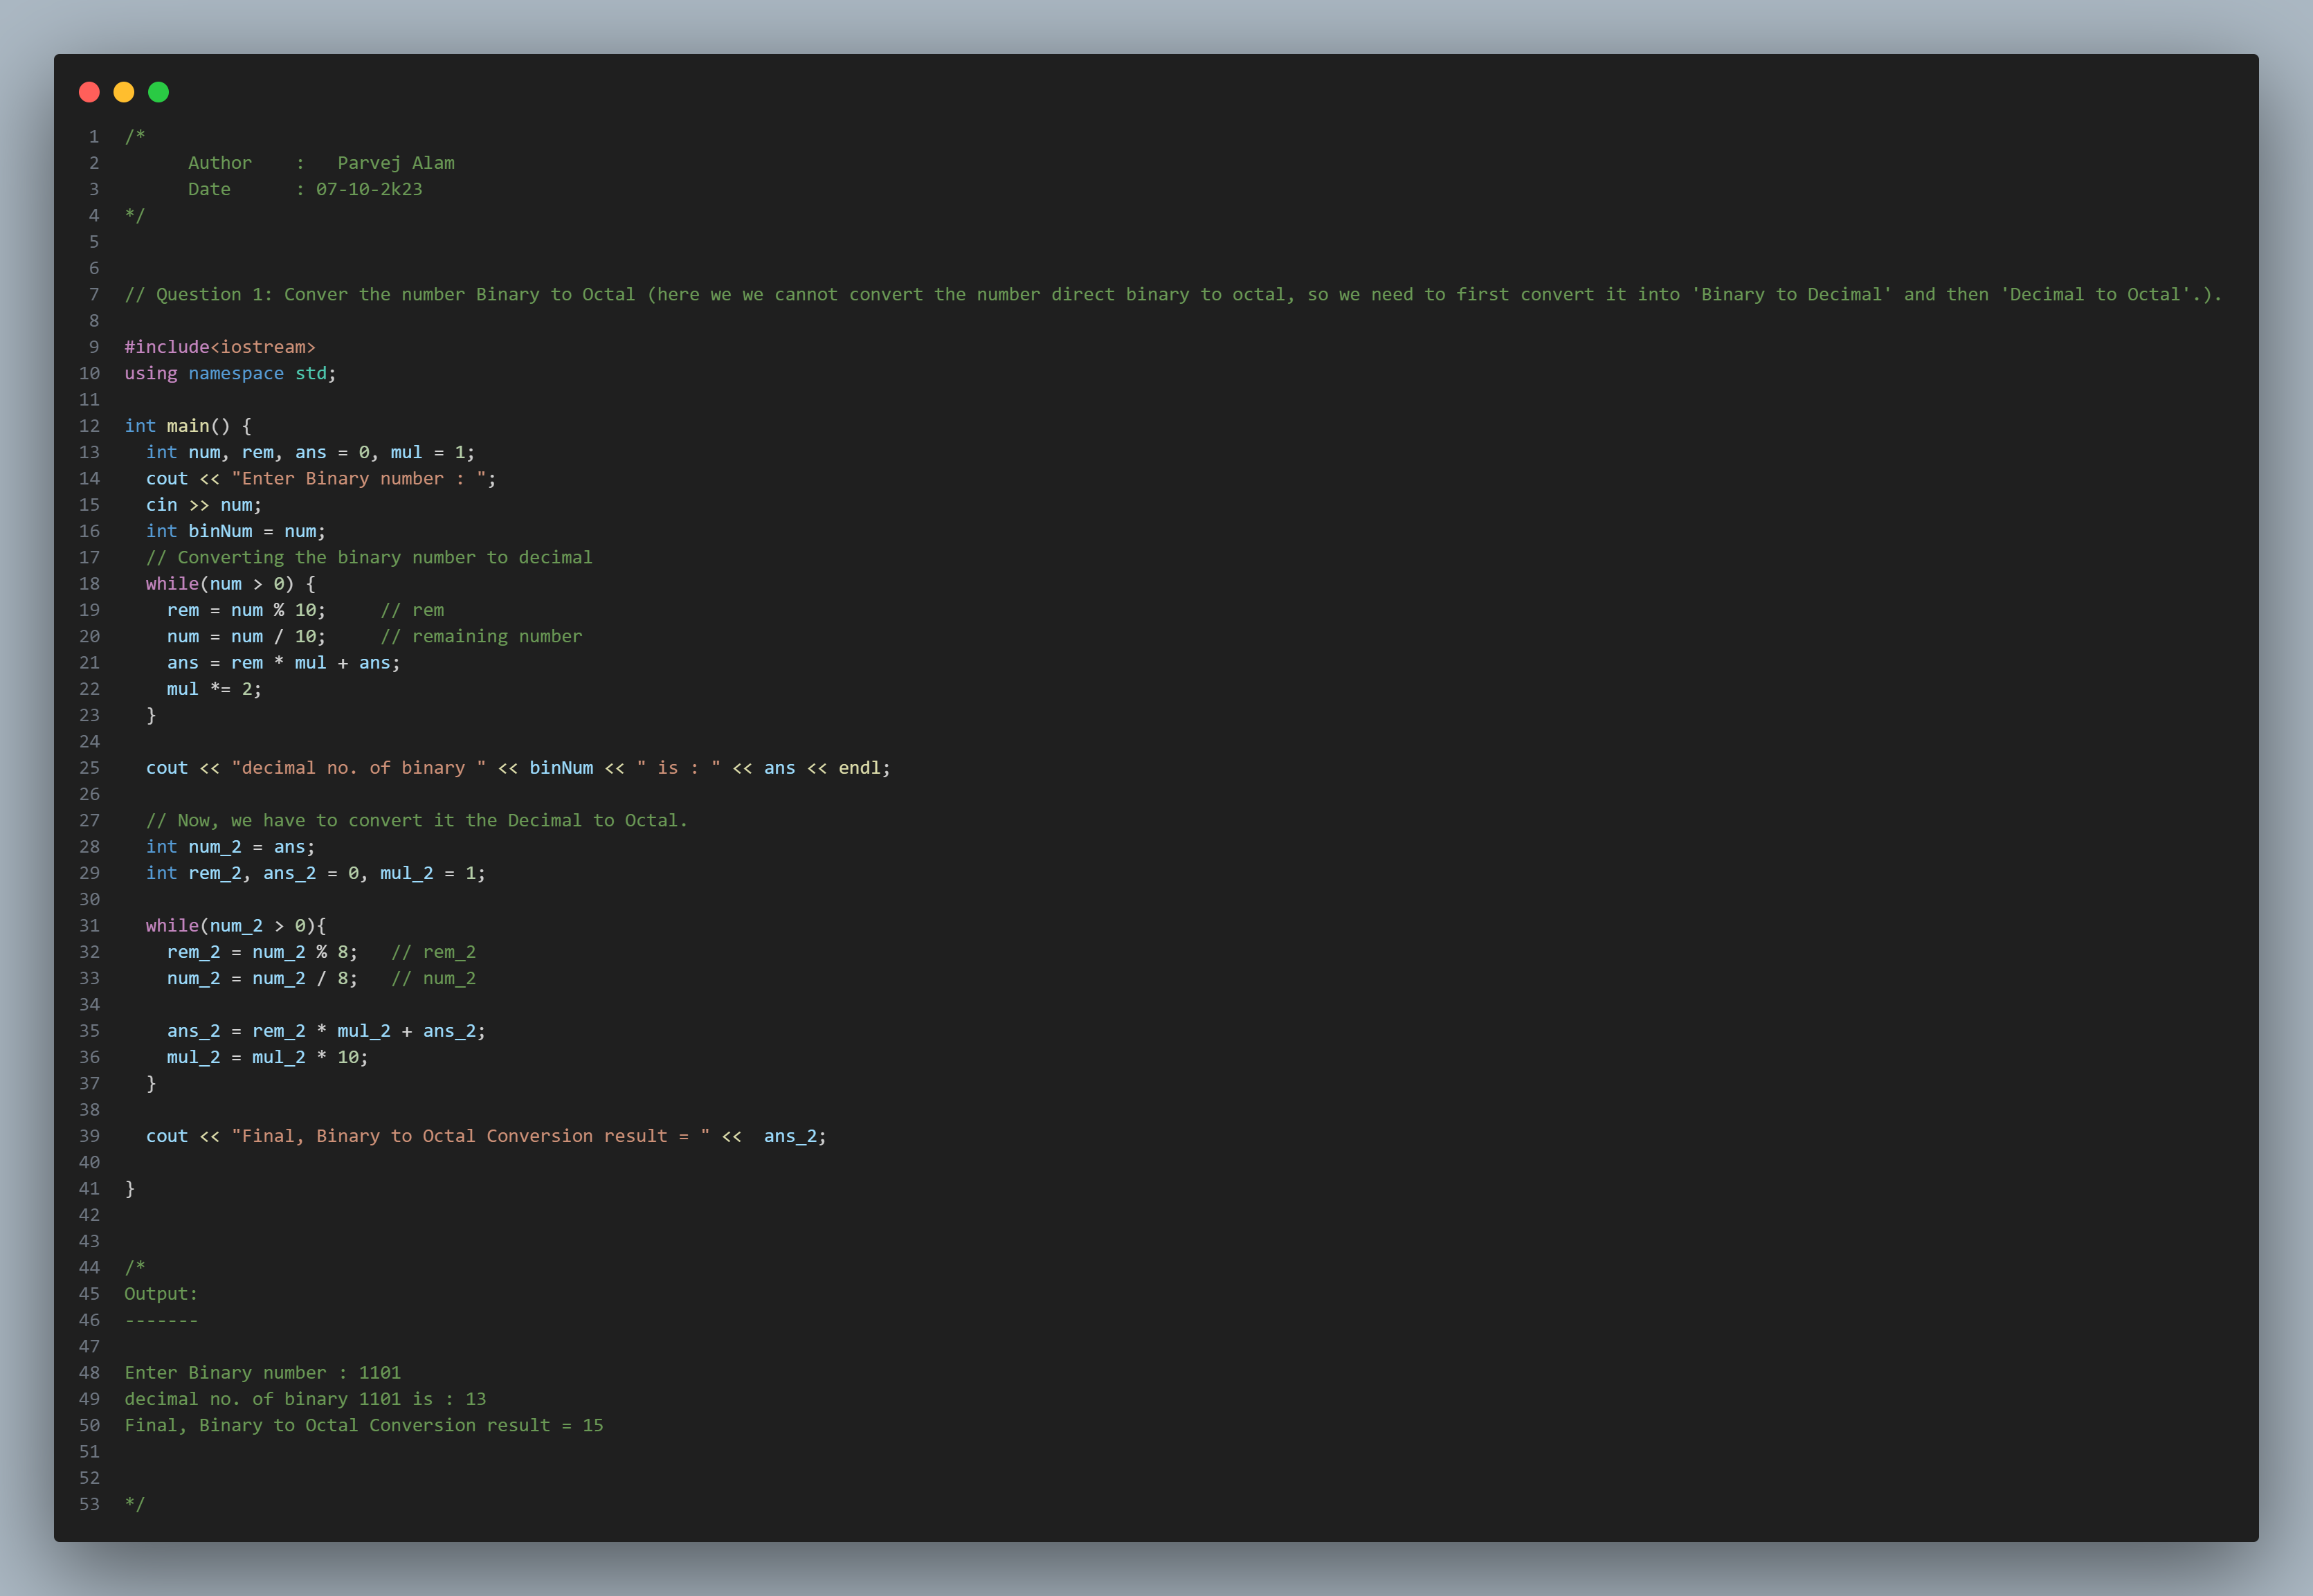 1 /*
2       Author    :   Parvej Alam
3       Date      : 07-10-2k23
4 */
5
6
7 // Question 1: Conver the number Binary to Octal (here we we cannot convert the number direct binary to octal, so we need to first convert it into 'Binary to Decimal' and then 'Decimal to Octal'.).
8
9 #include<iostream>
10 using namespace std;
11
12 int main() {
13   int num, rem, ans = 0, mul = 1;
14   cout << "Enter Binary number : ";
15   cin >> num;
16   int binNum = num;
17   // Converting the binary number to decimal
18   while(num > 0) {
19     rem = num % 10;     // rem
20     num = num / 10;     // remaining number
21     ans = rem * mul + ans;
22     mul *= 2;
23   }
24
25   cout << "decimal no. of binary " << binNum << " is : " << ans << endl;
26
27   // Now, we have to convert it the Decimal to Octal.
28   int num_2 = ans;
29   int rem_2, ans_2 = 0, mul_2 = 1;
30
31   while(num_2 > 0){
32     rem_2 = num_2 % 8;   // rem_2
33     num_2 = num_2 / 8;   // num_2
34
35     ans_2 = rem_2 * mul_2 + ans_2;
36     mul_2 = mul_2 * 10;
37   }
38
39   cout << "Final, Binary to Octal Conversion result = " <<  ans_2;
40
41 }
42
43
44 /*
45 Output:
46 -------
47
48 Enter Binary number : 1101
49 decimal no. of binary 1101 is : 13
50 Final, Binary to Octal Conversion result = 15
51
52
53 */